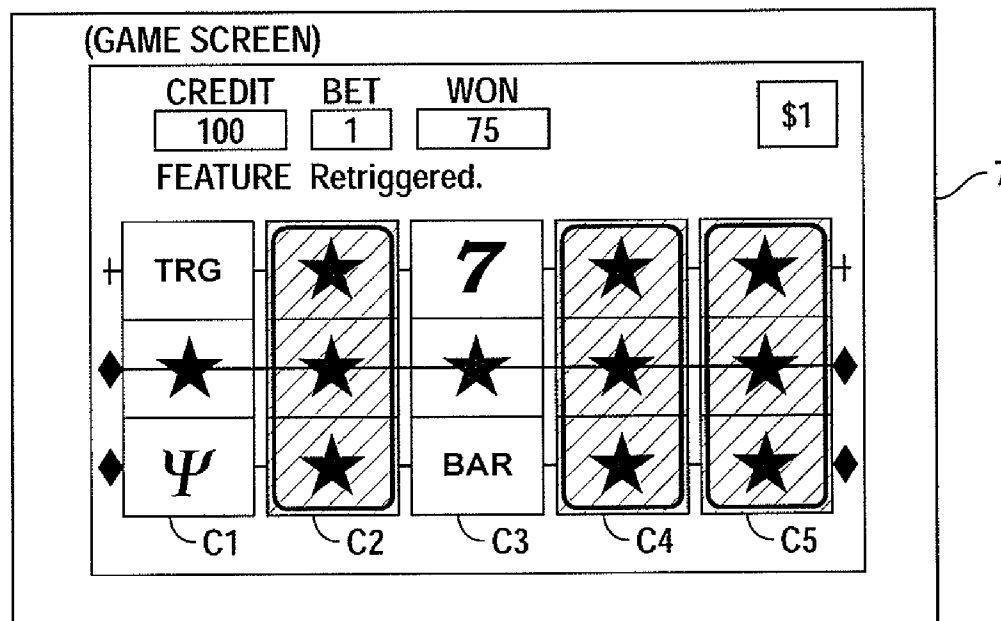 (GAME SCREEN)
CREDIT BET WON
100 1 75 $1
FEATURE Retriggered.
7
TRG 7
Ψ BAR
C1 C2 C3 C4 C5